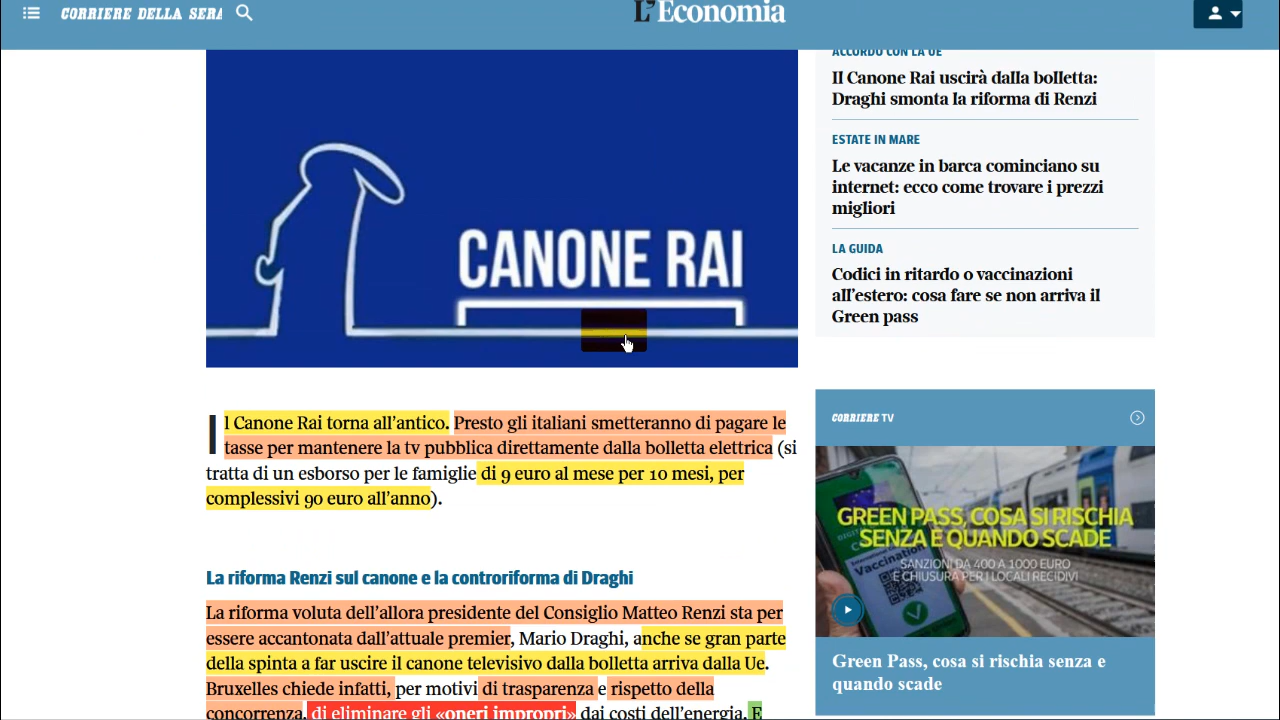 CORRIERE DELLA SERA
L'Economia
CANONE RAI
Il Canone Rai torna all'antico. Presto gli italiani smetteranno di pagare le
tasse per mantenere la tv pubblica direttamente dalla bolletta elettrica (si
tratta di un esborso per le famiglie di 9 euro al mese per 10 mesi, per
complessivi 90 euro all'anno).
La riforma Renzi sul canone e la controriforma di Draghi
La riforma voluta dell'allora presidente del Consiglio Matteo Renzi sta per
essere accantonata dall'attuale premier, Mario Draghi, anche se gran parte
della spinta a far uscire il canone televisivo dalla bolletta arriva dalla Ue.
Bruxelles chiede infatti, per motivi di trasparenza e rispetto della
concorrenza, di eliminare gli «oneri impropri» dai costi dell'energia. E
ACCORDO CON LA UE
Il Canone Rai uscirà dalla bolletta:
Draghi smonta la riforma di Renzi
ESTATE IN MARE
Le vacanze in barca cominciano su
internet: ecco come trovare i prezzi
migliori
LA GUIDA
Codici in ritardo o vaccinazioni
all'estero: cosa fare se non arriva il
Green pass
CORRIERE TV
GREEN PASS, COSA SI RISCHIA
SENZA E QUANDO SCADE
SANZIONI DA 400 A 1000 EURO
E CHIUSURA PER I LOCALI RECIDIVI
Vaccination
Green Pass, cosa si rischia senza e
quando scade